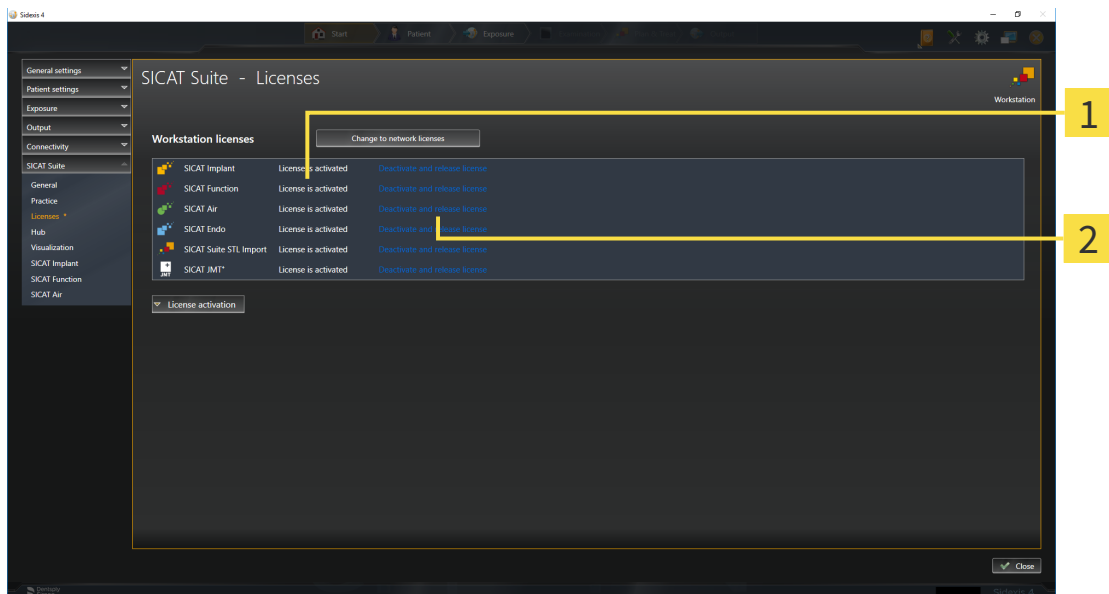 Sidexis 4
Start
Patient
Exposure
General settings
Patient settings
Exposure
Output
Connectivity
SICAT Suite
General
Practice
Licenses *
Hub
Visualization
SICAT Implant
SICAT Function
SICAT Air
SICAT Suite - Licenses
Workstation
Workstation licenses
Change to network licenses
SICAT Implant License is activated Deactivate and release license
SICAT Function License is activated Deactivate and release license
SICAT Air License is activated Deactivate and release license
SICAT Endo License is activated Deactivate and release license
SICAT Suite STL Import License is activated Deactivate and release license
JMT SICAT JMT+ License is activated Deactivate and release license
License activation
1
2
Close
Dentsply
Sidexis 4